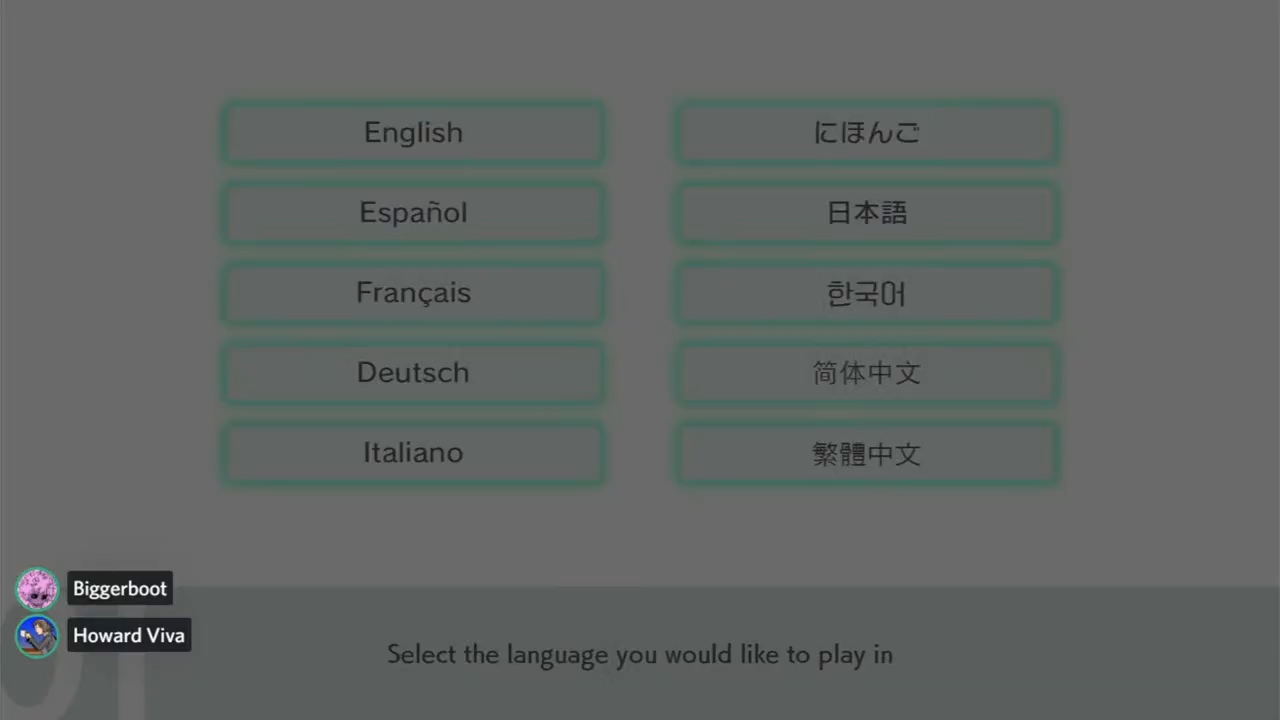 English
Español
Français
Deutsch
Italiano
にほんご
日本語
한국어
简体中文
繁體中文
Biggerboot
Howard Viva
Select the language you would like to play in